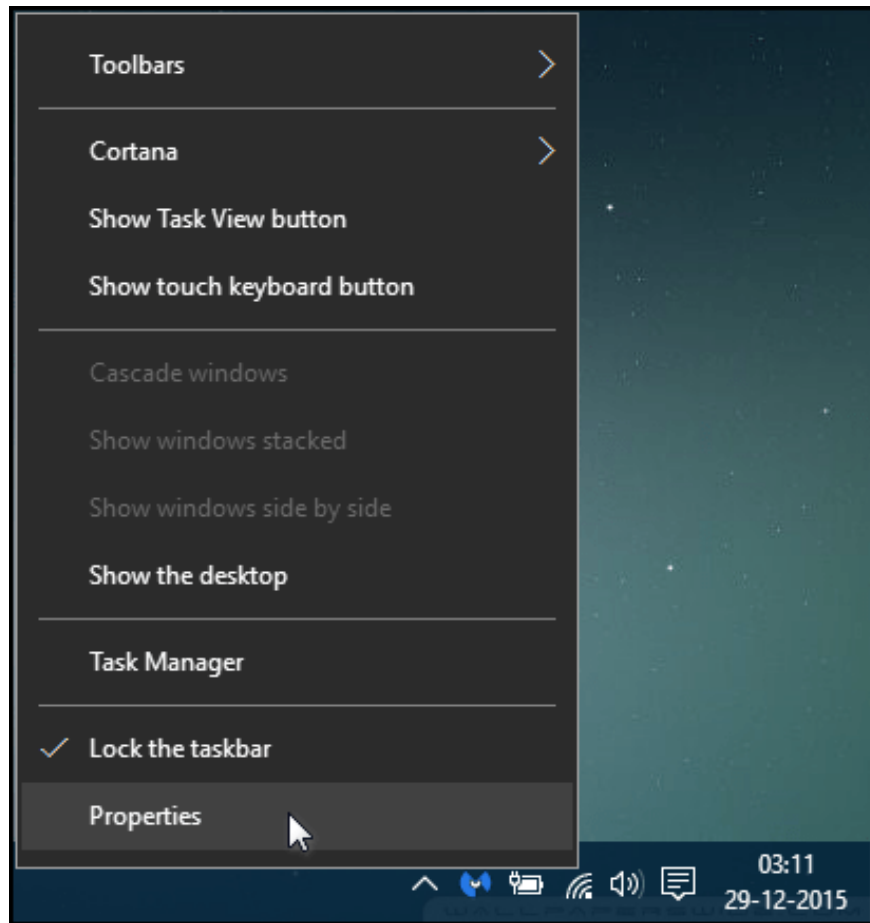 Toolbars
Cortana
Show Task View button
Show touch keyboard button
Cascade windows
Show windows stacked
Show windows side by side
Show the desktop
Task Manager
Lock the taskbar
Properties
03:11
29-12-2015